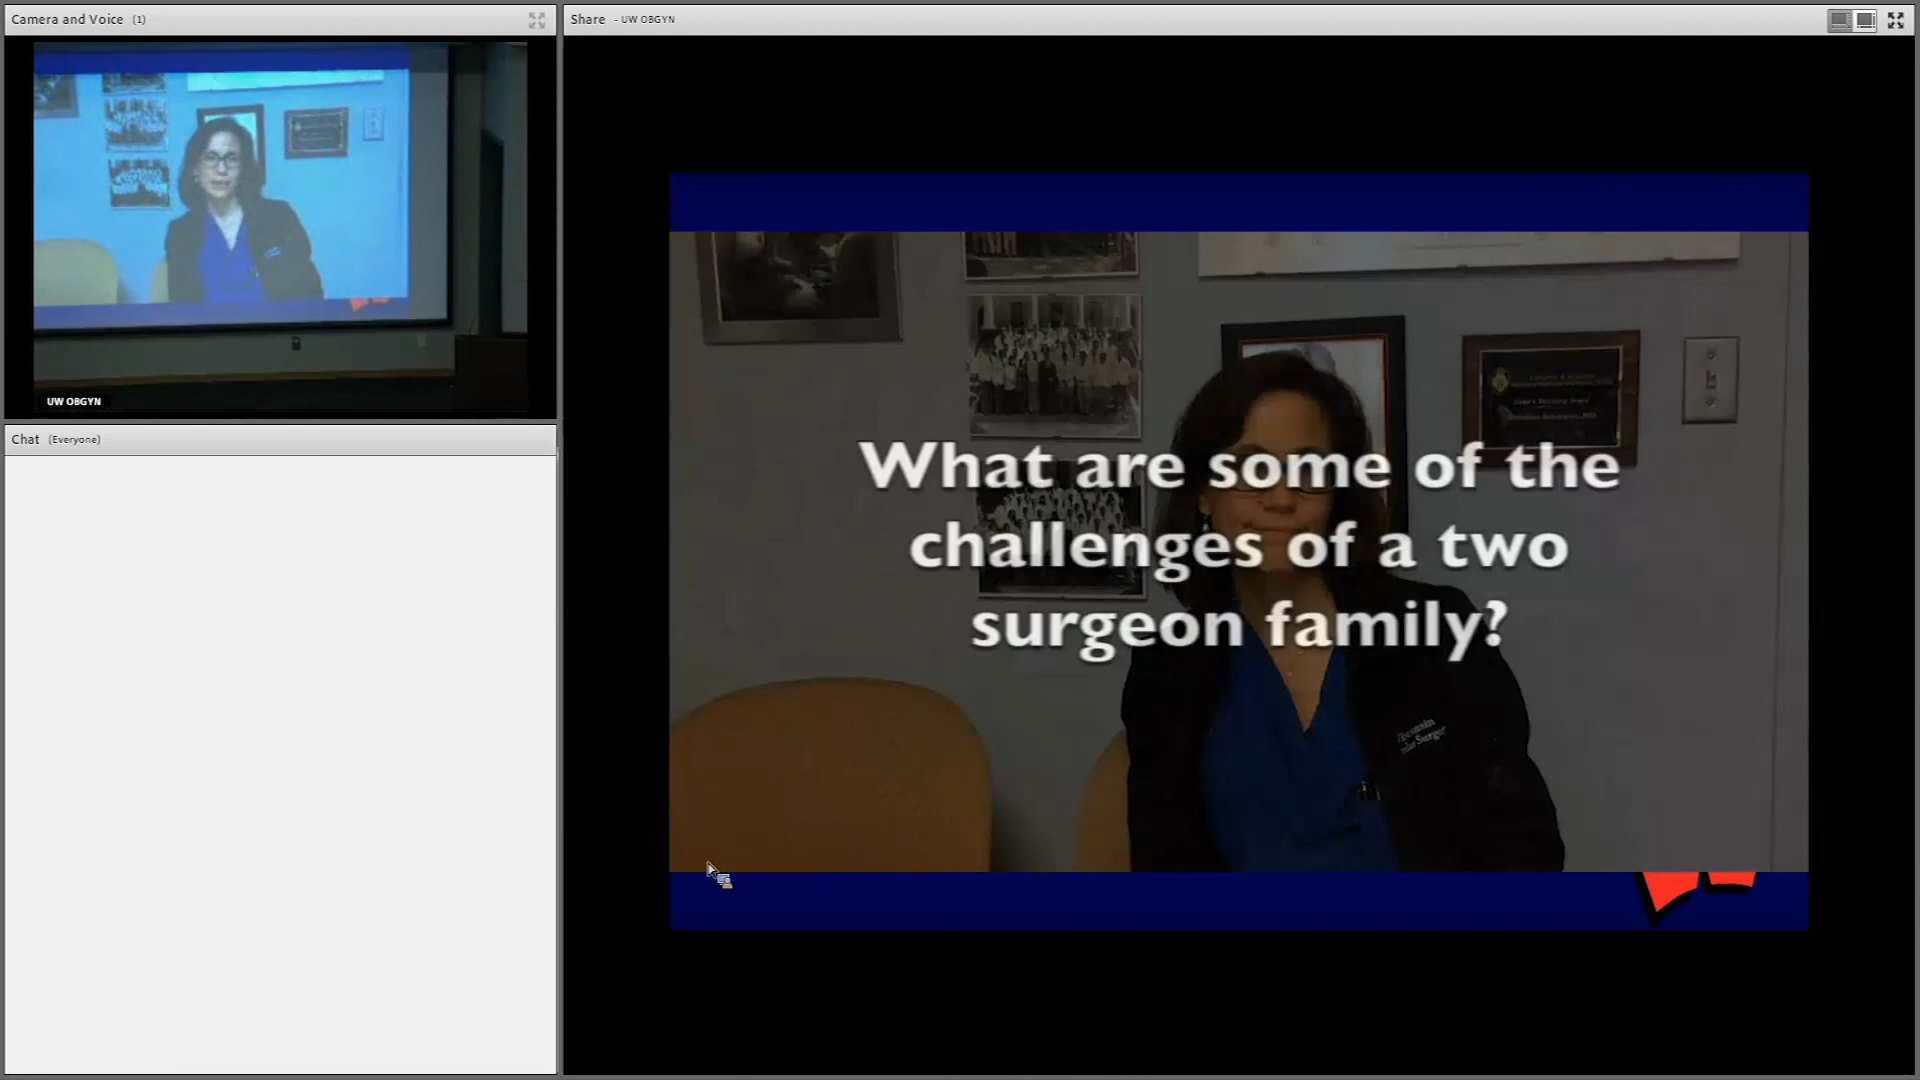 Camera and Voice (1)
UW OBGYN
Chat (Everyone)
Share - UW OBGYN
What are some of the
challenges of a two
surgeon family?